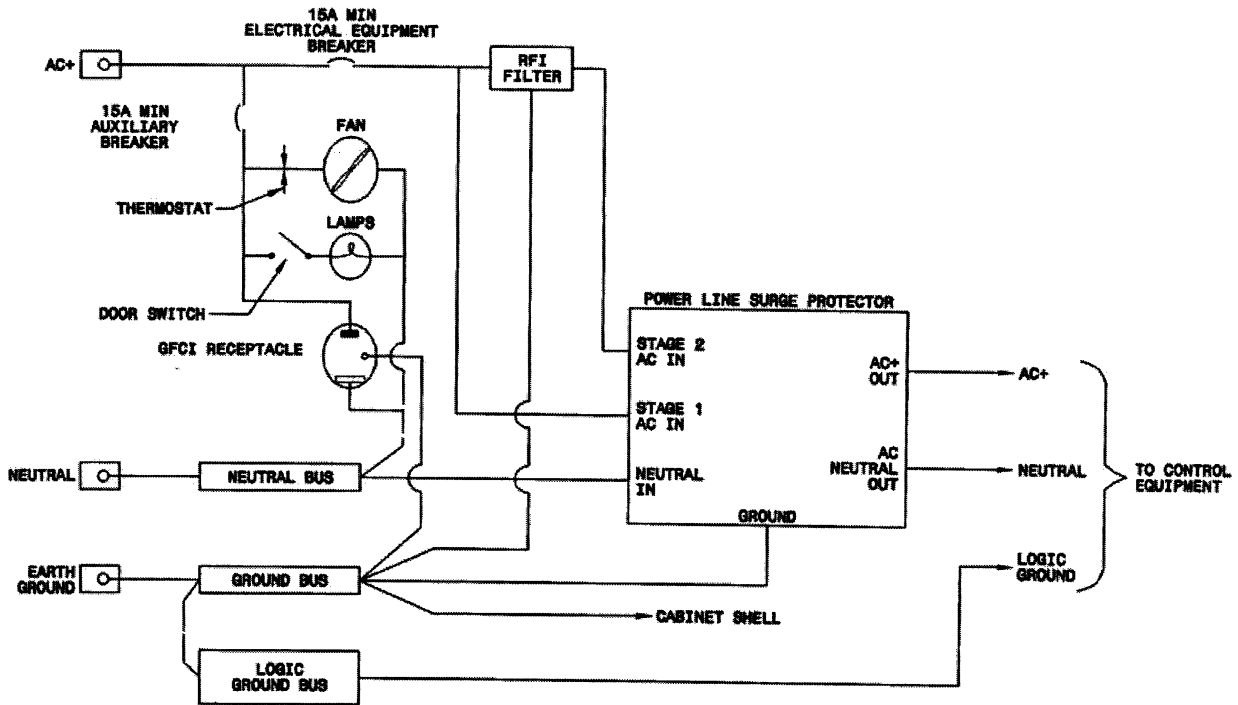 15A MIN
ELECTRICAL EQUIPMENT
BREAKER
AC+
RFI
FILTER
15A MIN
AUXILIARY
BREAKER
FAN
THERMOSTAT
LAMPS
DOOR SWITCH
GFCI RECEPTACLE
POWER LINE SURGE PROTECTOR
STAGE 2
AC IN
AC+
OUT
AC+
STAGE 1
AC IN
NEUTRAL
NEUTRAL BUS
NEUTRAL
IN
AC
NEUTRAL
OUT
NEUTRAL
TO CONTROL
EQUIPMENT
GROUND
EARTH
GROUND
GROUND BUS
LOGIC
GROUND
CABINET SHELL
LOGIC
GROUND BUS